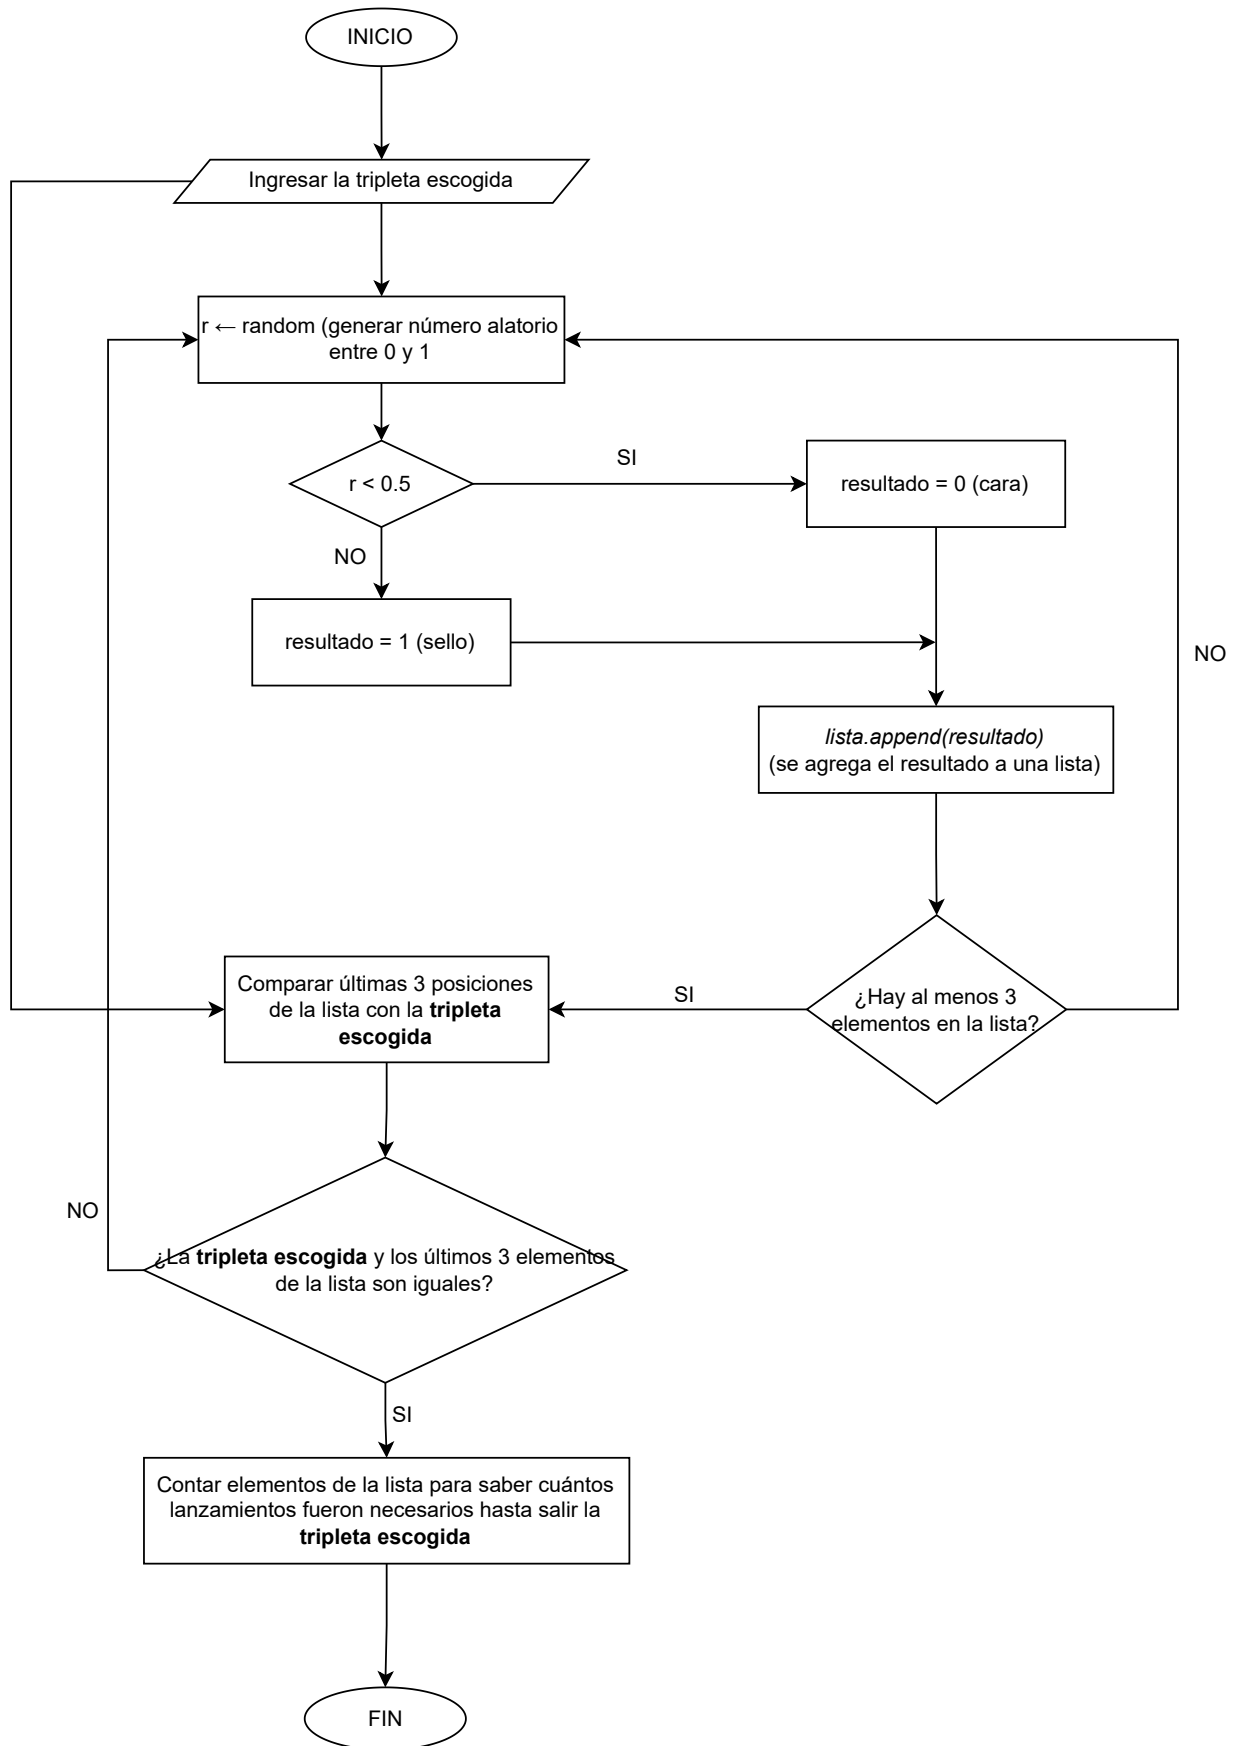 INICIO
Ingresar la tripleta escogida
r ← random (generar número alatorio
entre 0 y 1
r < 0.5
SI
resultado = 0 (cara)
NO
resultado = 1 (sello)
NO
lista.append(resultado)
(se agrega el resultado a una lista)
¿Hay al menos 3
elementos en la lista?
SI
Comparar últimas 3 posiciones
de la lista con la tripleta
escogida
NO
¿La tripleta escogida y los últimos 3 elementos
de la lista son iguales?
SI
Contar elementos de la lista para saber cuántos
lanzamientos fueron necesarios hasta salir la
tripleta escogida
FIN